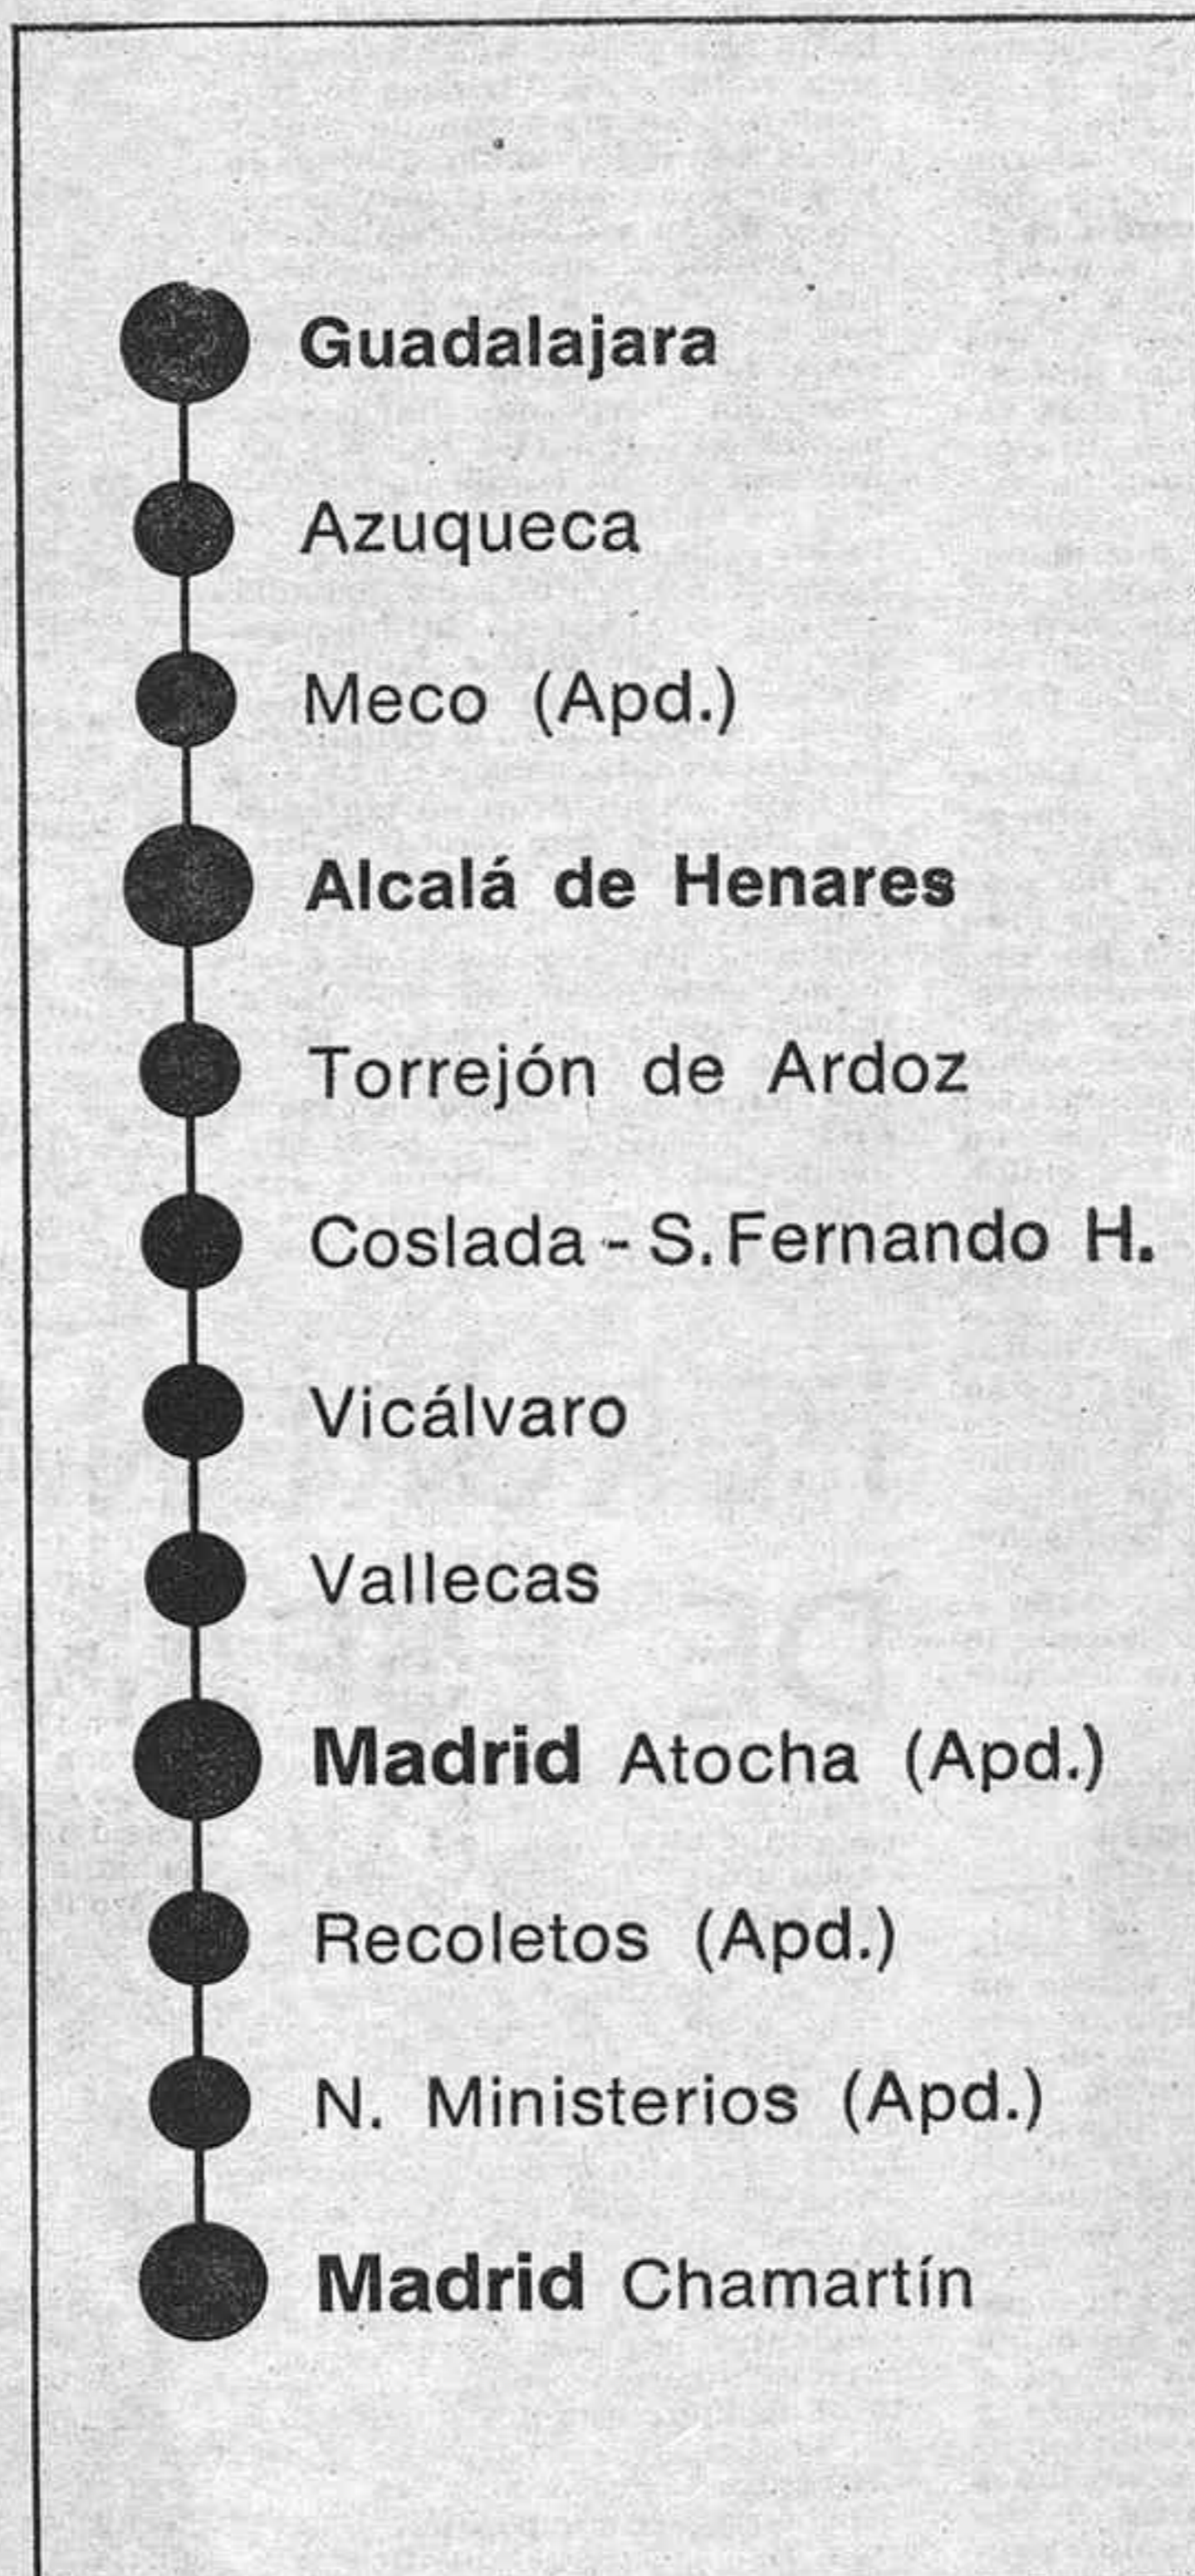 Guadalajara
Azuqueca
Meco (Apd.)
Alcalá de Henares
Torrejón de Ardoz
Coslada - S. Fernando H.
Vicálvaro
Vallecas
Madrid Atocha (Apd.)
Recoletos (Apd.)
N. Ministerios (Apd.)
Madrid Chamartín